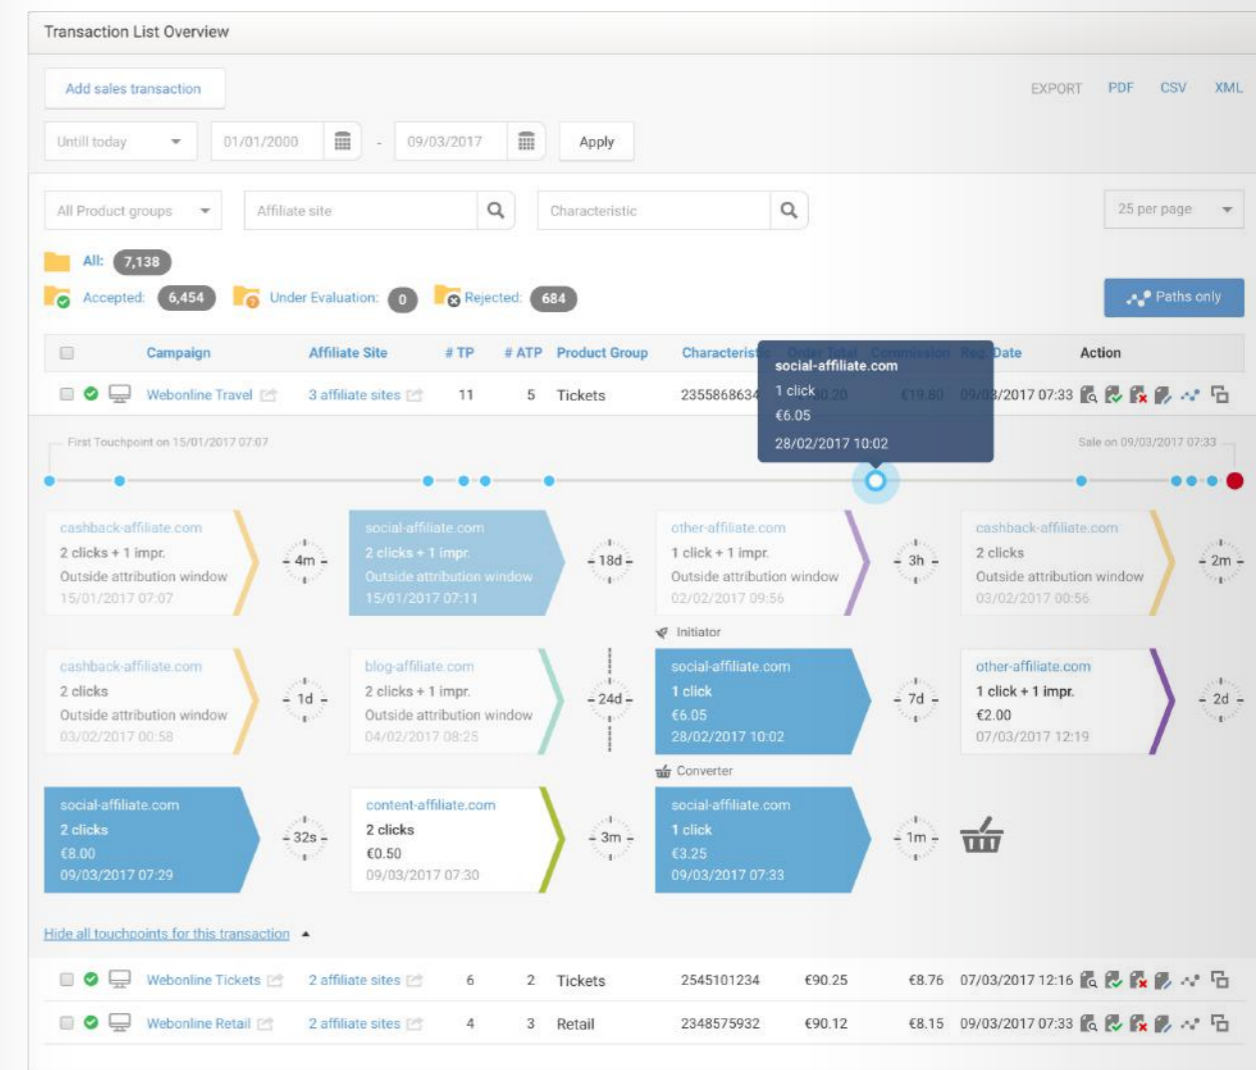 Transaction List Overview
Add sales transaction
EXPORT PDF CSV XML
Untill today 01/01/2000 - 09/03/2017 Apply
All Product groups Affiliate site Characteristic 25 per page
All: 7,138
Accepted: 6,454 Under Evaluation: 0 Rejected: 684 Paths only
Campaign Affiliate Site # TP # ATP Product Group Characteristic Order Total Commission Reg. Date Action
Webonline Travel 3 affiliate sites 11 5 Tickets 2355868634 €19.80 09/03/2017 07:33
social-affiliate.com
1 click
€6.05
28/02/2017 10:02
First Touchpoint on 15/01/2017 07:07 Sale on 09/03/2017 07:33
cashback-affiliate.com
2 clicks + 1 impr.
Outside attribution window
15/01/2017 07:07
4m
social-affiliate.com
2 clicks + 1 impr.
Outside attribution window
15/01/2017 07:11
18d
other-affiliate.com
1 click + 1 impr.
Outside attribution window
02/02/2017 09:56
3h
cashback-affiliate.com
2 clicks
Outside attribution window
03/02/2017 00:56
2m
cashback-affiliate.com
2 clicks
Outside attribution window
03/02/2017 00:58
1d
blog-affiliate.com
2 clicks + 1 impr.
Outside attribution window
04/02/2017 08:25
24d
Initiator
social-affiliate.com
1 click
€6.05
28/02/2017 10:02
7d
other-affiliate.com
1 click + 1 impr.
€2.00
07/03/2017 12:19
2d
social-affiliate.com
2 clicks
€8.00
09/03/2017 07:29
32s
content-affiliate.com
2 clicks
€0.50
09/03/2017 07:30
3m
Converter
social-affiliate.com
1 click
€3.25
09/03/2017 07:33
1m
Hide all touchpoints for this transaction
Webonline Tickets 2 affiliate sites 6 2 Tickets 2545101234 €90.25 €8.76 07/03/2017 12:16
Webonline Retail 2 affiliate sites 4 3 Retail 2348575932 €90.12 €8.15 09/03/2017 07:33